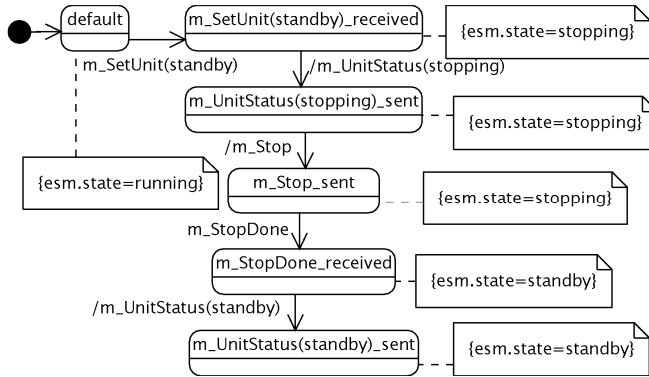 default
m_SetUnit(standby)_received
{esm.state=stopping}
m_SetUnit(standby)
/m_UnitStatus(stopping)
m_UnitStatus(stopping)_sent
{esm.state=stopping}
/m_Stop
{esm.state=running}
m_Stop_sent
{esm.state=stopping}
m_StopDone
m_StopDone_received
{esm.state=standby}
/m_UnitStatus(standby)
m_UnitStatus(standby)_sent
{esm.state=standby}